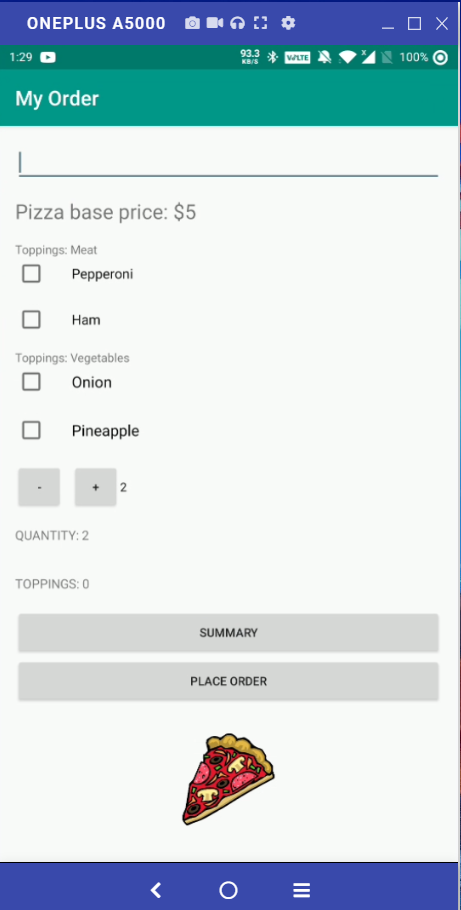 ONEPLUS A5000
1:29 93.3 KB/S VoLTE x 100%
My Order
Pizza base price: $5
Toppings: Meat
Pepperoni
Ham
Toppings: Vegetables
Onion
Pineapple
- + 2
QUANTITY: 2
TOPPINGS: 0
SUMMARY
PLACE ORDER